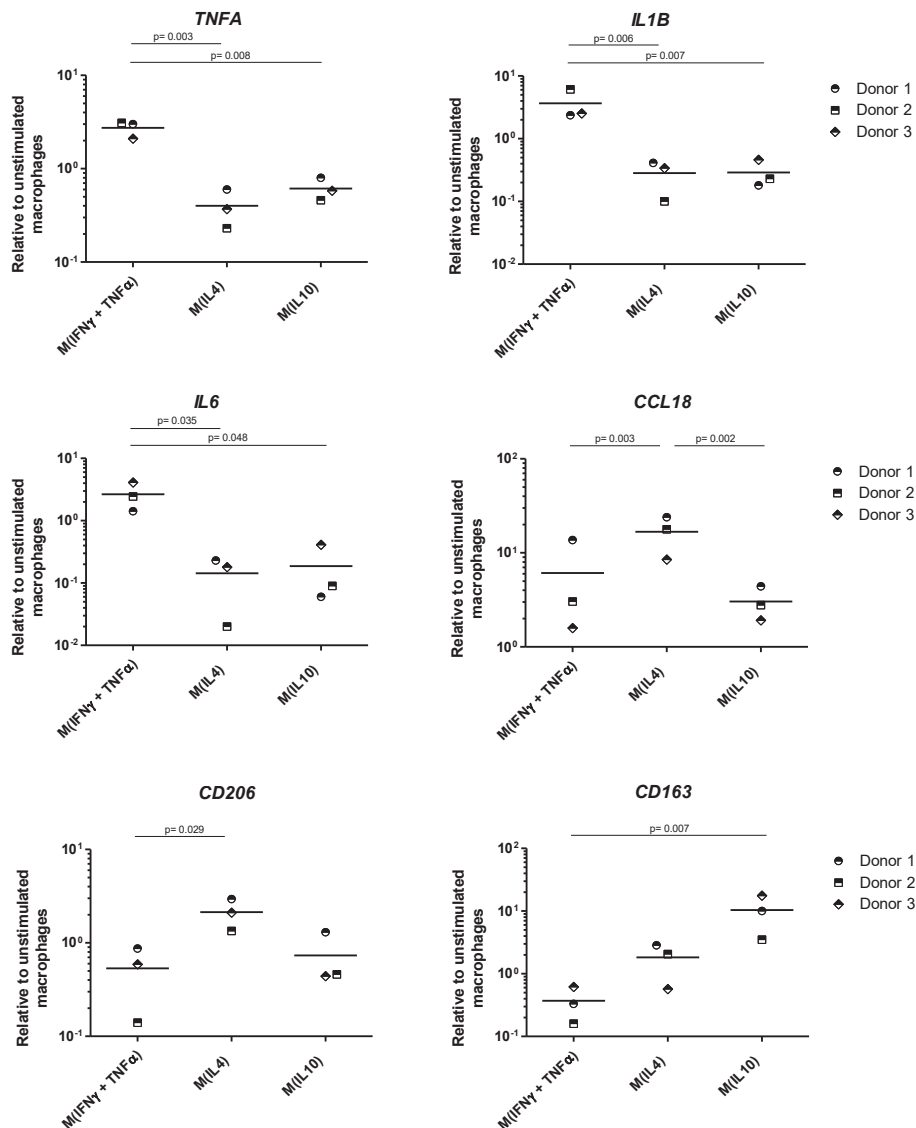 TNFA
p= 0.003
p= 0.008
10¹
10⁰
10⁻¹
Relative to unstimulated
macrophages
M(IFNγ + TNFα)
M(IL4)
M(IL10)
IL1B
p= 0.006
p= 0.007
10¹
10⁰
10⁻¹
10⁻²
Relative to unstimulated
macrophages
M(IFNγ + TNFα)
M(IL4)
M(IL10)
Donor 1
Donor 2
Donor 3
IL6
p= 0.035
p= 0.048
10¹
10⁰
10⁻¹
10⁻²
Relative to unstimulated
macrophages
M(IFNγ + TNFα)
M(IL4)
M(IL10)
CCL18
p= 0.003
p= 0.002
10²
10¹
10⁰
Relative to unstimulated
macrophages
M(IFNγ + TNFα)
M(IL4)
M(IL10)
Donor 1
Donor 2
Donor 3
CD206
p= 0.029
10¹
10⁰
10⁻¹
Relative to unstimulated
macrophages
M(IFNγ + TNFα)
M(IL4)
M(IL10)
CD163
p= 0.007
10²
10¹
10⁰
10⁻¹
Relative to unstimulated
macrophages
M(IFNγ + TNFα)
M(IL4)
M(IL10)
Donor 1
Donor 2
Donor 3